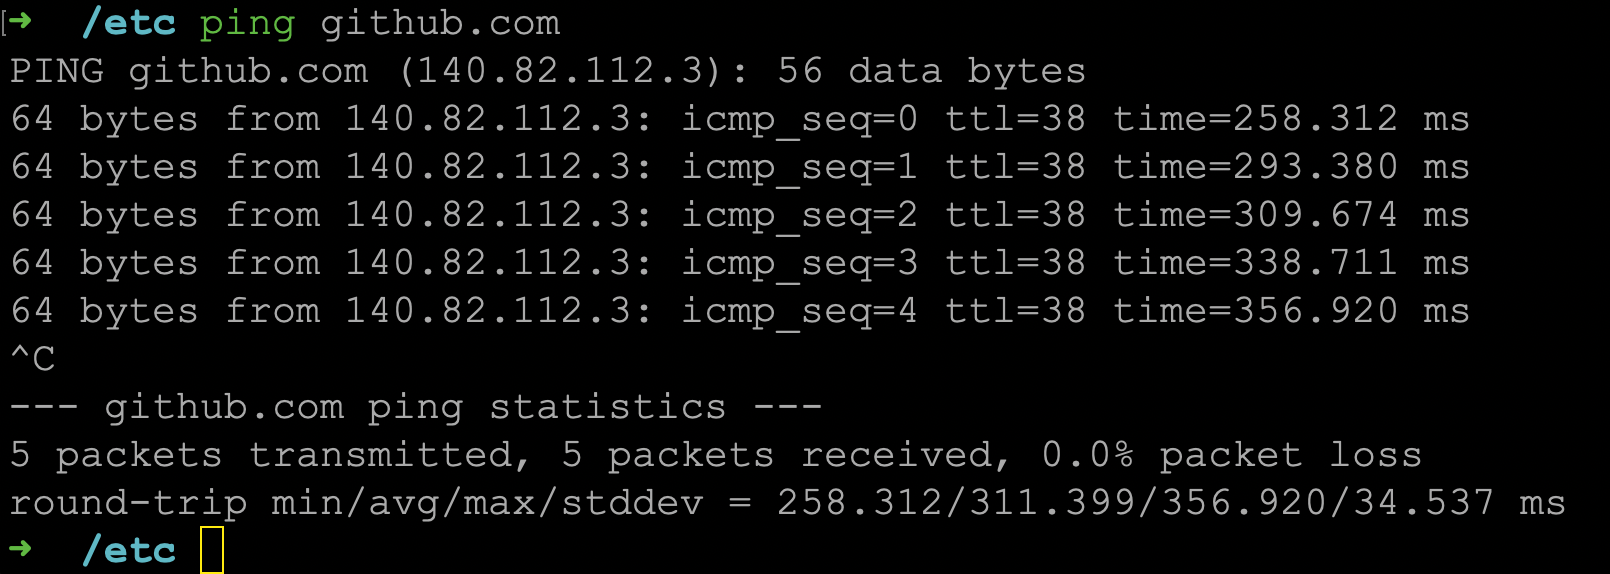 ➜  /etc ping github.com
PING github.com (140.82.112.3): 56 data bytes
64 bytes from 140.82.112.3: icmp_seq=0 ttl=38 time=258.312 ms
64 bytes from 140.82.112.3: icmp_seq=1 ttl=38 time=293.380 ms
64 bytes from 140.82.112.3: icmp_seq=2 ttl=38 time=309.674 ms
64 bytes from 140.82.112.3: icmp_seq=3 ttl=38 time=338.711 ms
64 bytes from 140.82.112.3: icmp_seq=4 ttl=38 time=356.920 ms
^C
--- github.com ping statistics ---
5 packets transmitted, 5 packets received, 0.0% packet loss
round-trip min/avg/max/stddev = 258.312/311.399/356.920/34.537 ms
➜  /etc